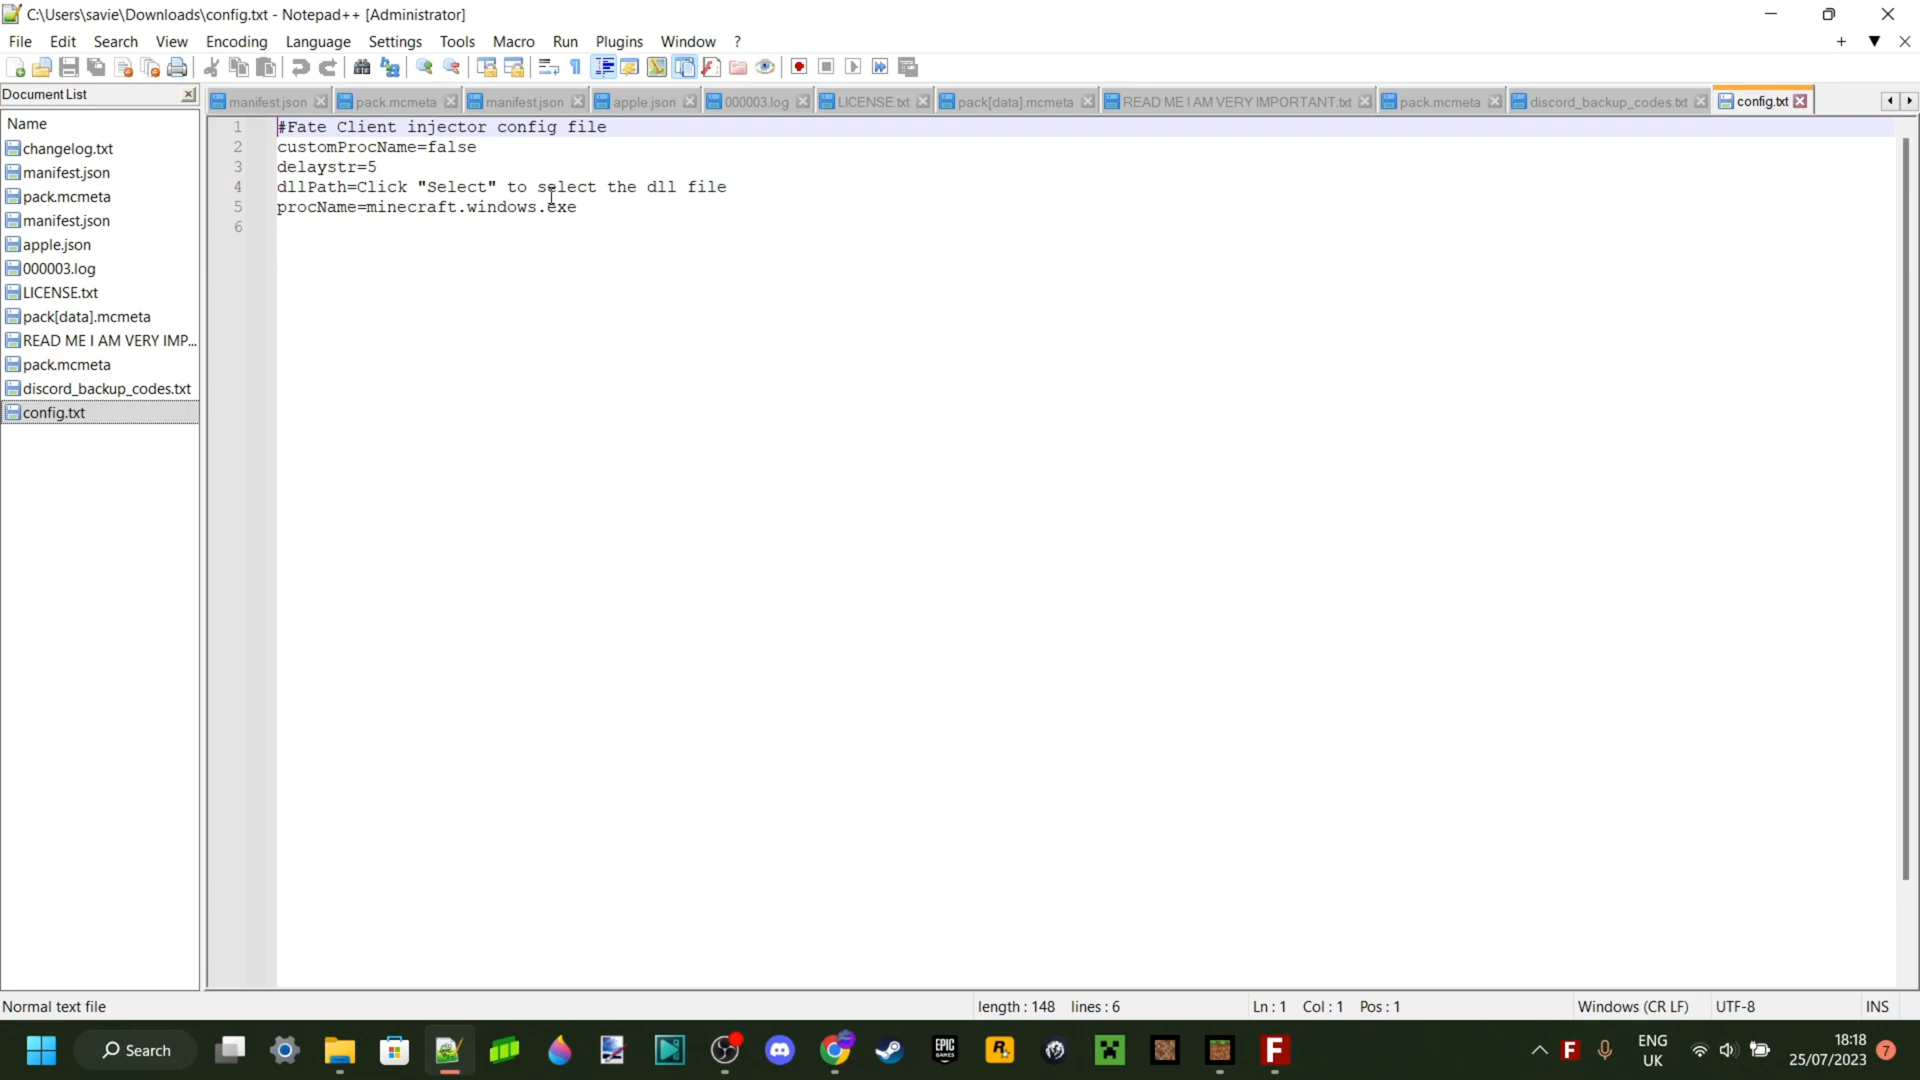 C:\Users\savie\Downloads\config.txt - Notepad++ [Administrator]
File Edit Search View Encoding Language Settings Tools Macro Run Plugins Window ?
Document List
manifest.json pack.mcmeta manifest.json apple.json 000003.log LICENSE.txt pack[data].mcmeta READ ME I AM VERY IMPORTANT.txt pack.mcmeta discord_backup_codes.txt config.txt
Name
changelog.txt
manifest.json
pack.mcmeta
manifest.json
apple.json
000003.log
LICENSE.txt
pack[data].mcmeta
READ ME I AM VERY IMP...
pack.mcmeta
discord_backup_codes.txt
config.txt
1 #Fate Client injector config file
2 customProcName=false
3 delaystr=5
4 dllPath=Click "Select" to select the dll file
5 procName=minecraft.windows.exe
6
Normal text file length : 148 lines : 6 Ln : 1 Col : 1 Pos : 1 Windows (CR LF) UTF-8 INS
Search
EPIC GAMES
R
F
F
ENG
UK
18:18
25/07/2023
7